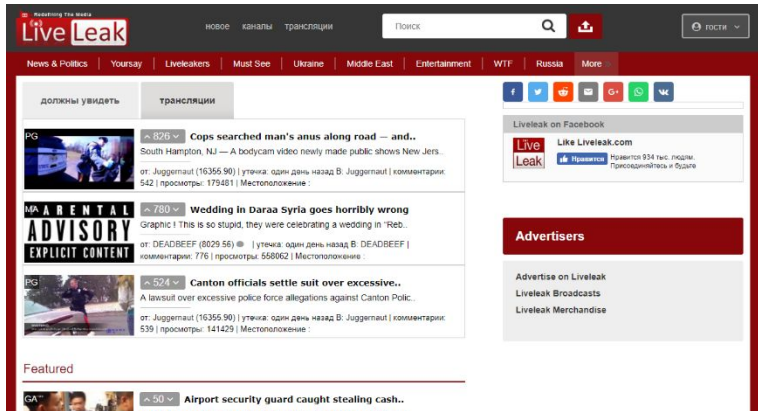 Redefining The Media
LiveLeak
новое каналы трансляции
Поиск
гости
News & Politics Yoursay Liveleakers Must See Ukraine Middle East Entertainment WTF Russia More
должны увидеть трансляции
PG
826 Cops searched man's anus along road — and..
South Hampton, NJ — A bodycam video newly made public shows New Jers..
от: Juggernaut (16355.90) | утечка: один день назад В: Juggernaut | комментарии:
542 | просмотры: 179481 | Местоположение :
MA
PARENTAL
ADVISORY
EXPLICIT CONTENT
780 Wedding in Daraa Syria goes horribly wrong
Graphic ! This is so stupid, they were celebrating a wedding in "Reb..
от: DEADBEEF (8029.56) | утечка: один день назад В: DEADBEEF |
комментарии: 776 | просмотры: 558062 | Местоположение :
PG
524 Canton officials settle suit over excessive..
A lawsuit over excessive police force allegations against Canton Polic..
от: Juggernaut (16355.90) | утечка: один день назад В: Juggernaut | комментарии:
539 | просмотры: 141429 | Местоположение :
Featured
GA
50 Airport security guard caught stealing cash..
G+
Liveleak on Facebook
Live
Leak
Like Liveleak.com
Нравится
Нравится 934 тыс. людям.
Присоединяйтесь и будьте
Advertisers
Advertise on Liveleak
Liveleak Broadcasts
Liveleak Merchandise